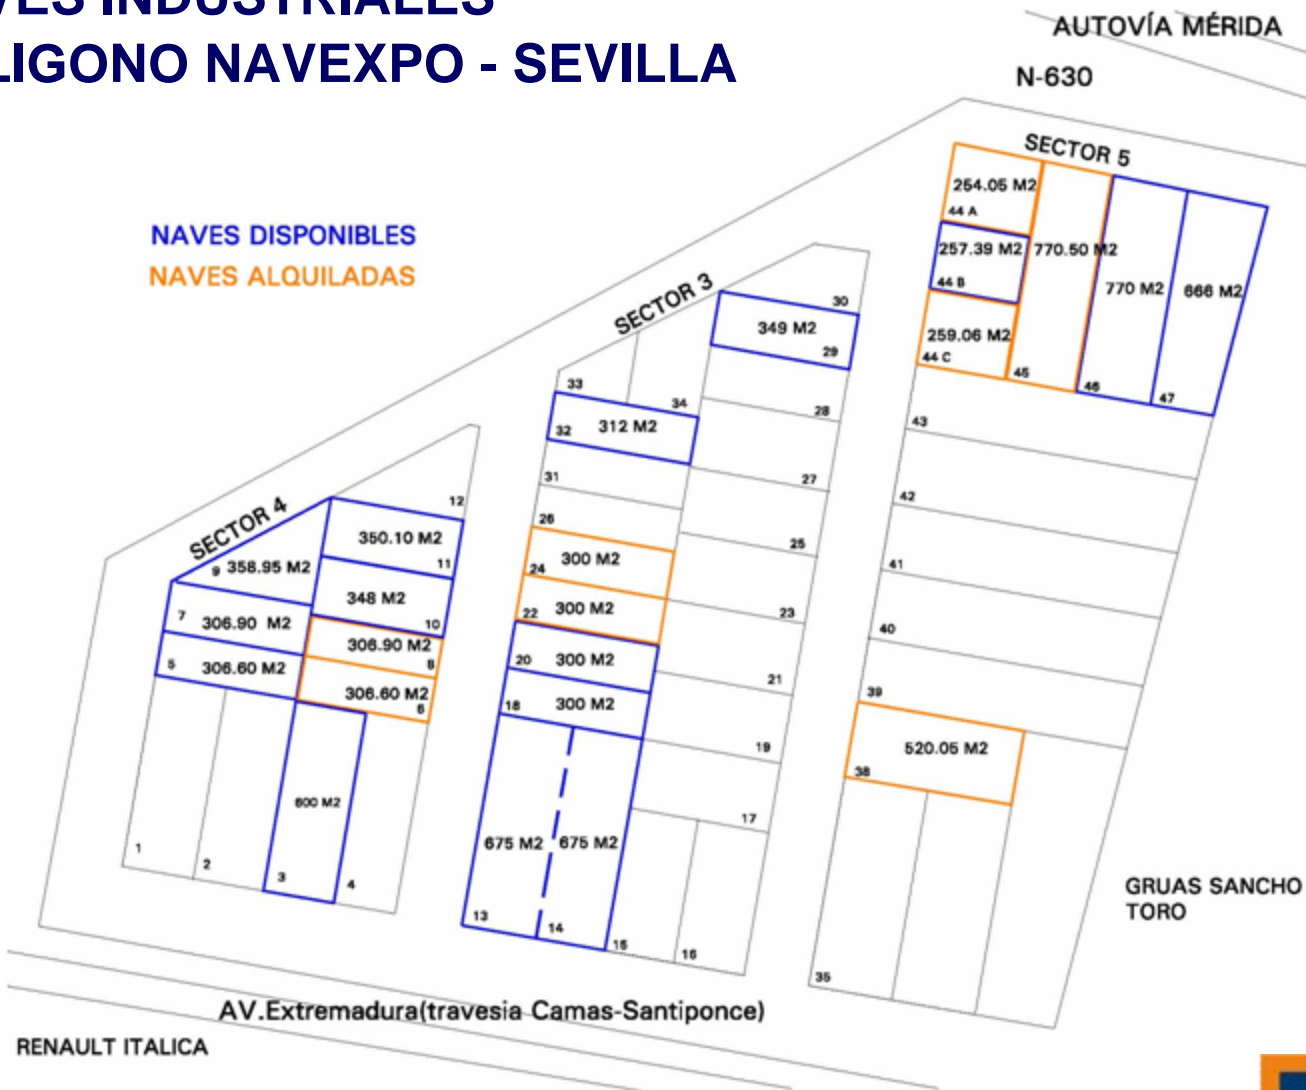 VES INDUSTRIALES
LIGONO NAVEXPO - SEVILLA
AUTOVÍA MÉRIDA
N-630
NAVES DISPONIBLES
NAVES ALQUILADAS
SECTOR 4
9 358.95 M2
7 306.90 M2
5 306.60 M2
12
350.10 M2
11
348 M2
10
306.90 M2
8
306.60 M2
6
600 M2
1
2
3
4
SECTOR 3
30
349 M2
29
33
34
32 312 M2
28
31
27
26
300 M2
24
25
300 M2
22
23
20 300 M2
21
18 300 M2
19
17
675 M2
675 M2
13
14
15
16
SECTOR 5
254.05 M2
44 A
257.39 M2
44 B
259.06 M2
44 C
770.50 M2
45
770 M2
46
666 M2
47
43
42
41
40
39
520.05 M2
38
35
GRUAS SANCHO
TORO
AV.Extremadura(travesia Camas-Santiponce)
RENAULT ITALICA